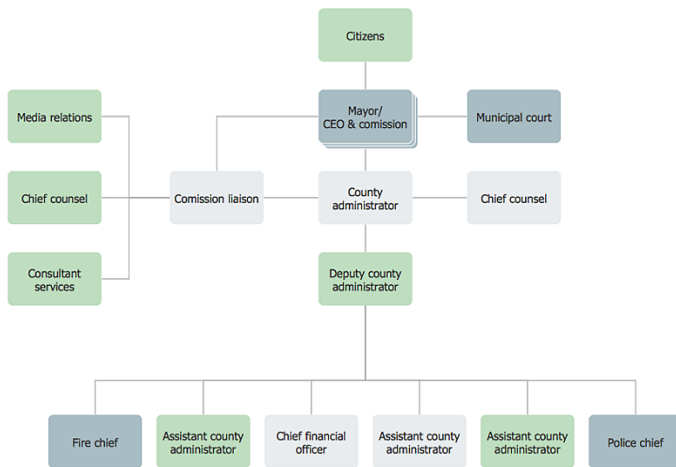 Citizens
Media relations
Mayor/
CEO & comission
Municipal court
Chief counsel
Comission liaison
County
administrator
Chief counsel
Consultant
services
Deputy county
administrator
Fire chief
Assistant county
administrator
Chief financial
officer
Assistant county
administrator
Assistant county
administrator
Police chief